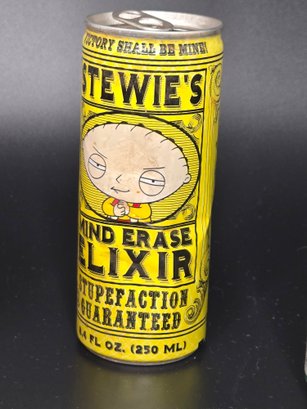 VICTORY SHALL BE MINE!
STEWIE'S
MIND ERASE
ELIXIR
STUPEFACTION
GUARANTEED
8.4 FL OZ. (250 ML)